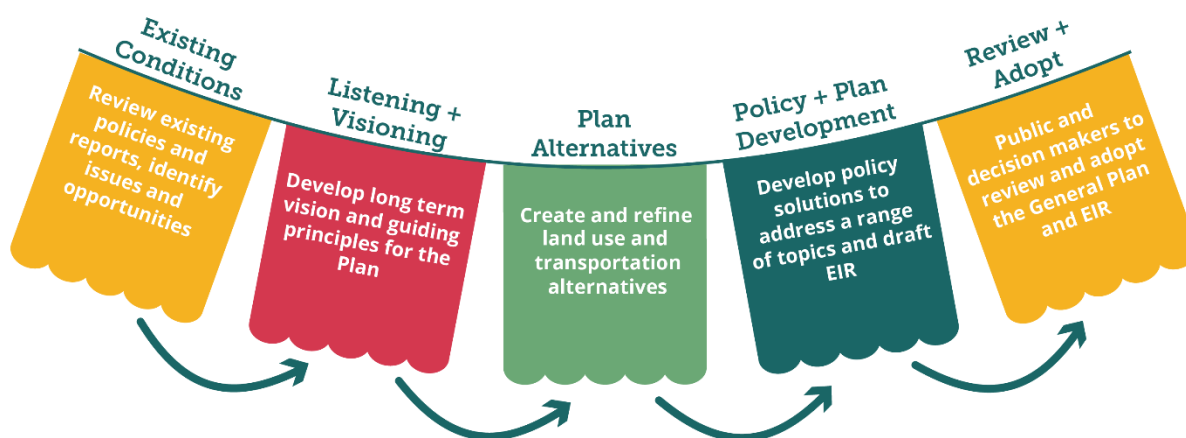 Existing
Conditions
Review existing
policies and
reports, identify
issues and
opportunities
Listening +
Visioning
Develop long term
vision and guiding
principles for the
Plan
Plan
Alternatives
Create and refine
land use and
transportation
alternatives
Policy + Plan
Development
Develop policy
solutions to
address a range
of topics and draft
EIR
Review +
Adopt
Public and
decision makers to
review and adopt
the General Plan
and EIR